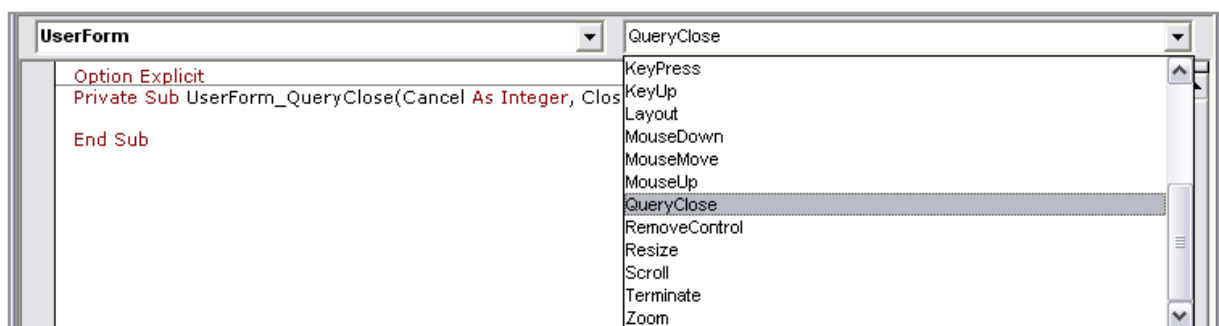 UserForm
QueryClose
Option Explicit
Private Sub UserForm_QueryClose(Cancel As Integer, Clos
End Sub
KeyPress
KeyUp
Layout
MouseDown
MouseMove
MouseUp
QueryClose
RemoveControl
Resize
Scroll
Terminate
Zoom